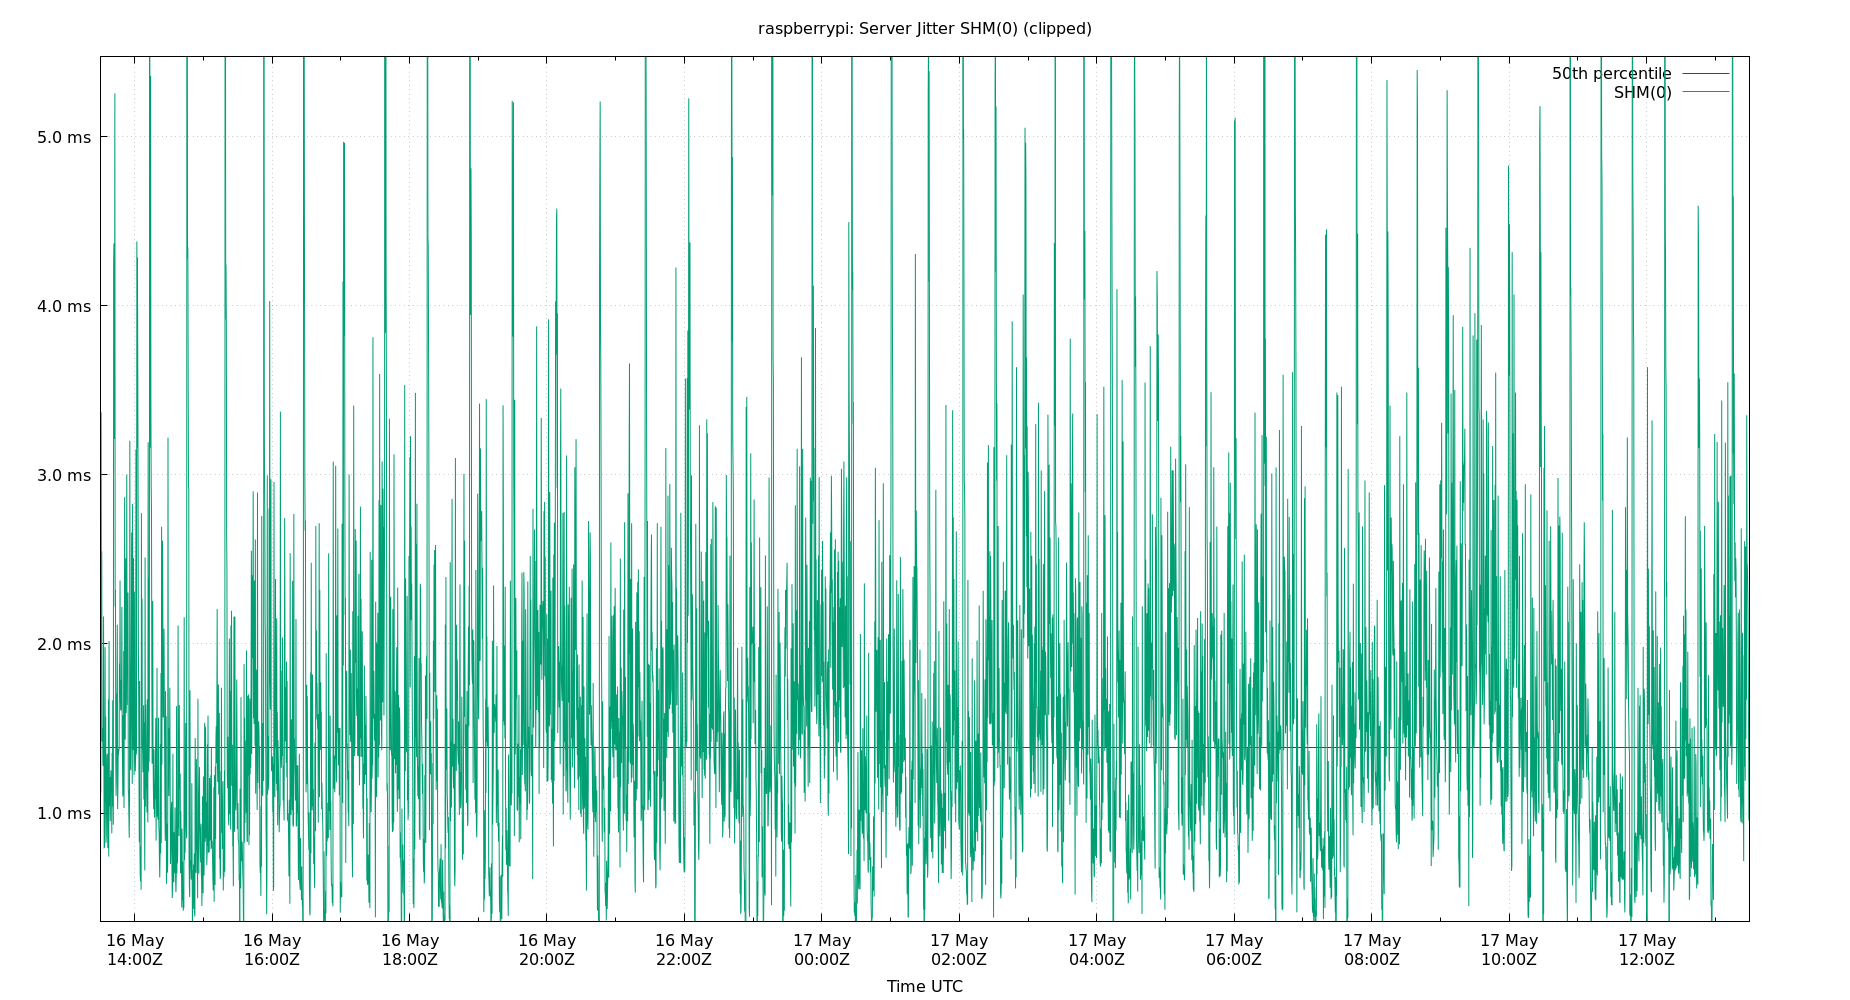 raspberrypi: Server Jitter SHM(0) (clipped)
50th percentile
SHM(0)
5.0 ms
4.0 ms
3.0 ms
2.0 ms
1.0 ms
16 May 16 May 16 May 16 May 16 May 17 May 17 May 17 May 17 May 17 May 17 May 17 May
14:00Z 16:00Z 18:00Z 20:00Z 22:00Z 00:00Z 02:00Z 04:00Z 06:00Z 08:00Z 10:00Z 12:00Z
Time UTC